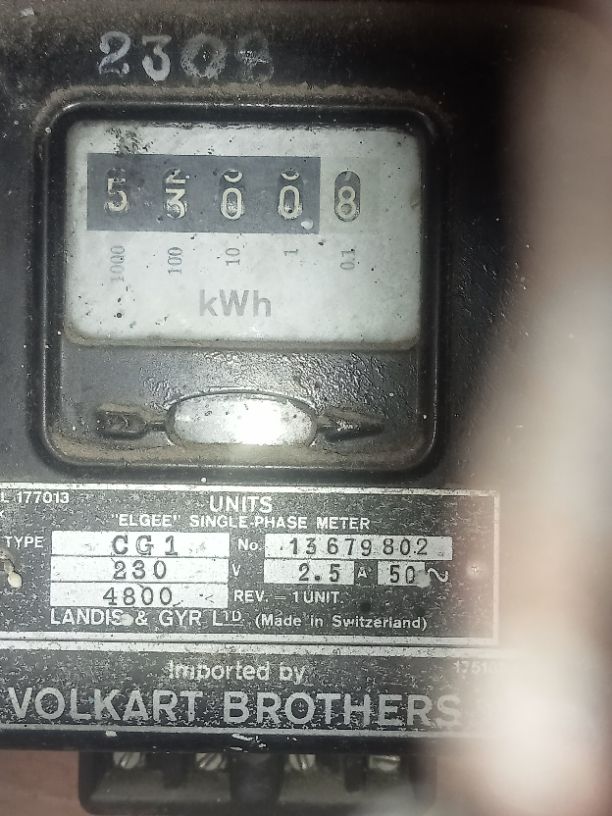 2308
5 3 0 0 . 8
1000 100 10 1 0.1
kWh
L 177013
UNITS
"ELGEE" SINGLE-PHASE METER
TYPE CG1 No. 13679802
230 V 2.5 A 50 ~
4800 REV. = 1 UNIT.
LANDIS & GYR LTD (Made in Switzerland)
Imported by
VOLKART BROTHERS